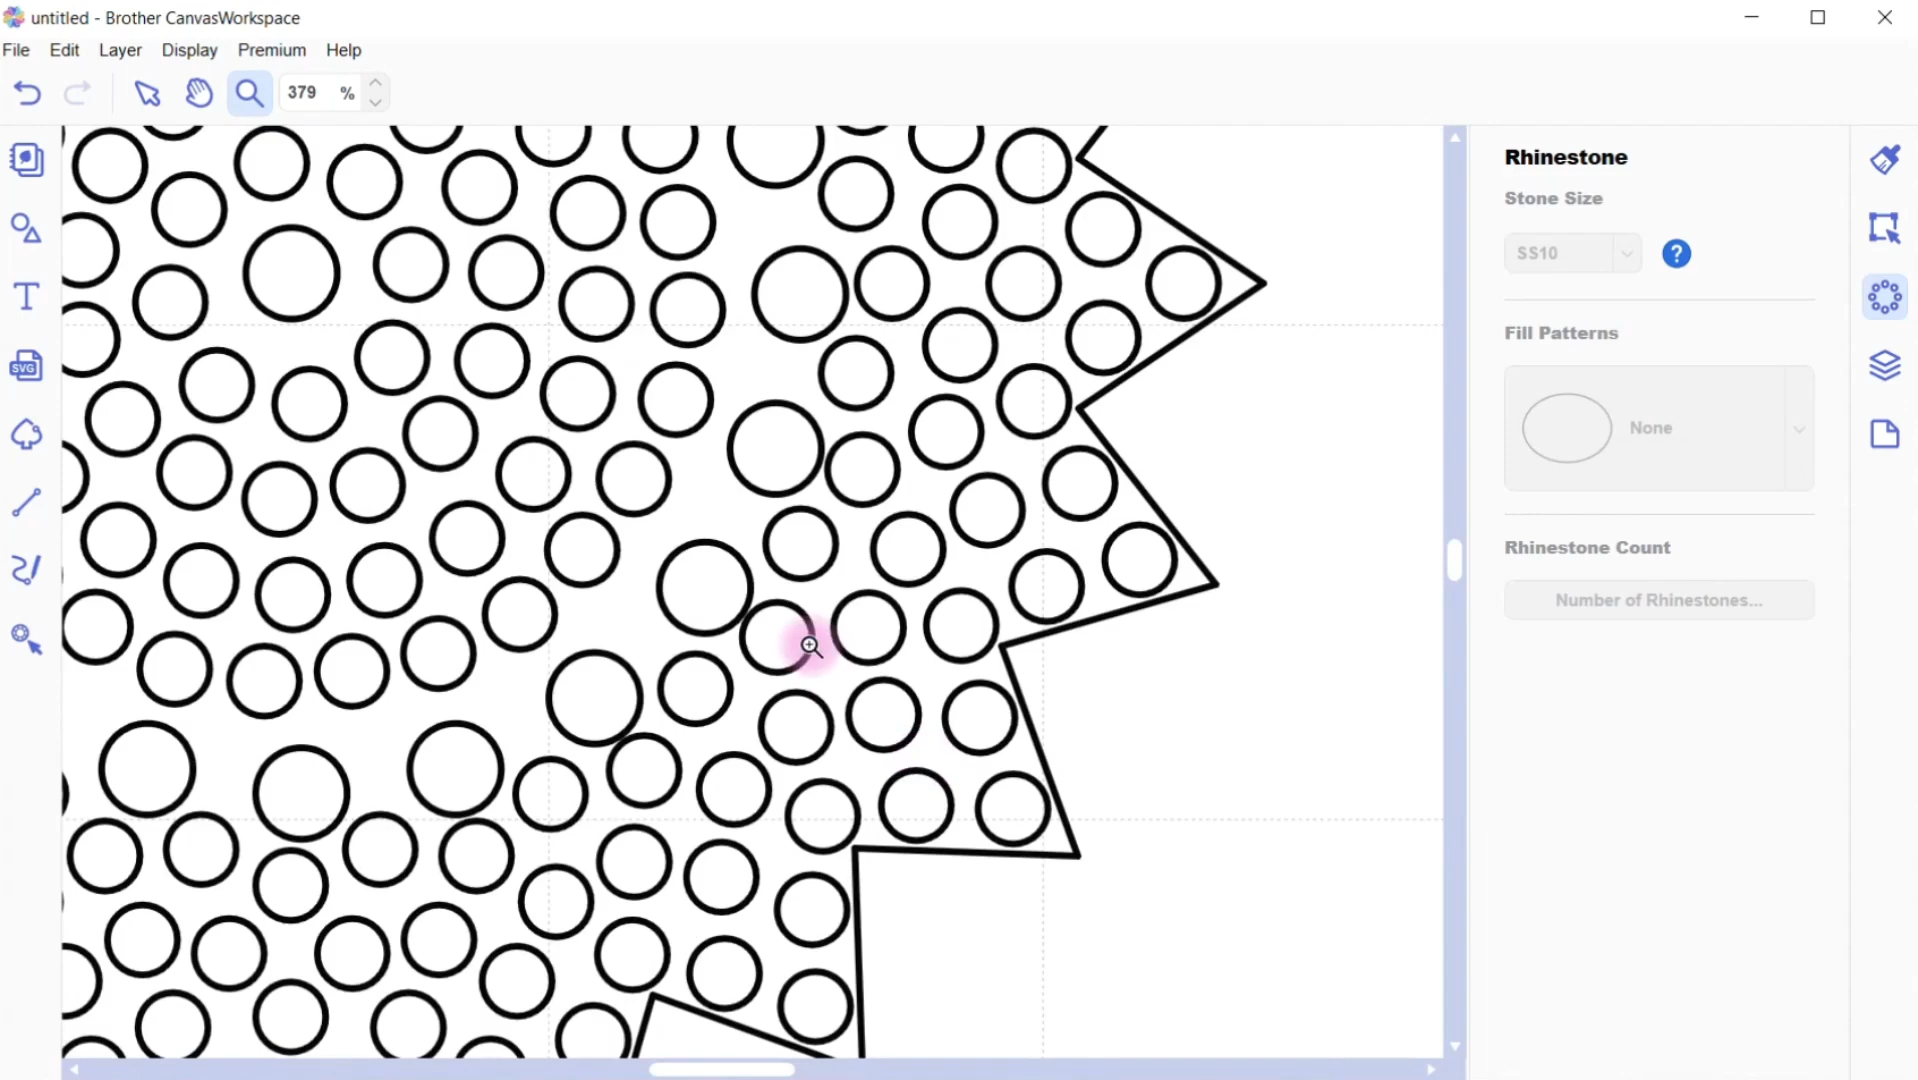 untitled - Brother CanvasWorkspace
File Edit Layer Display Premium Help
379 %
Rhinestone
Stone Size
SS10
?
Fill Patterns
None
Rhinestone Count
Number of Rhinestones...
T
SVG